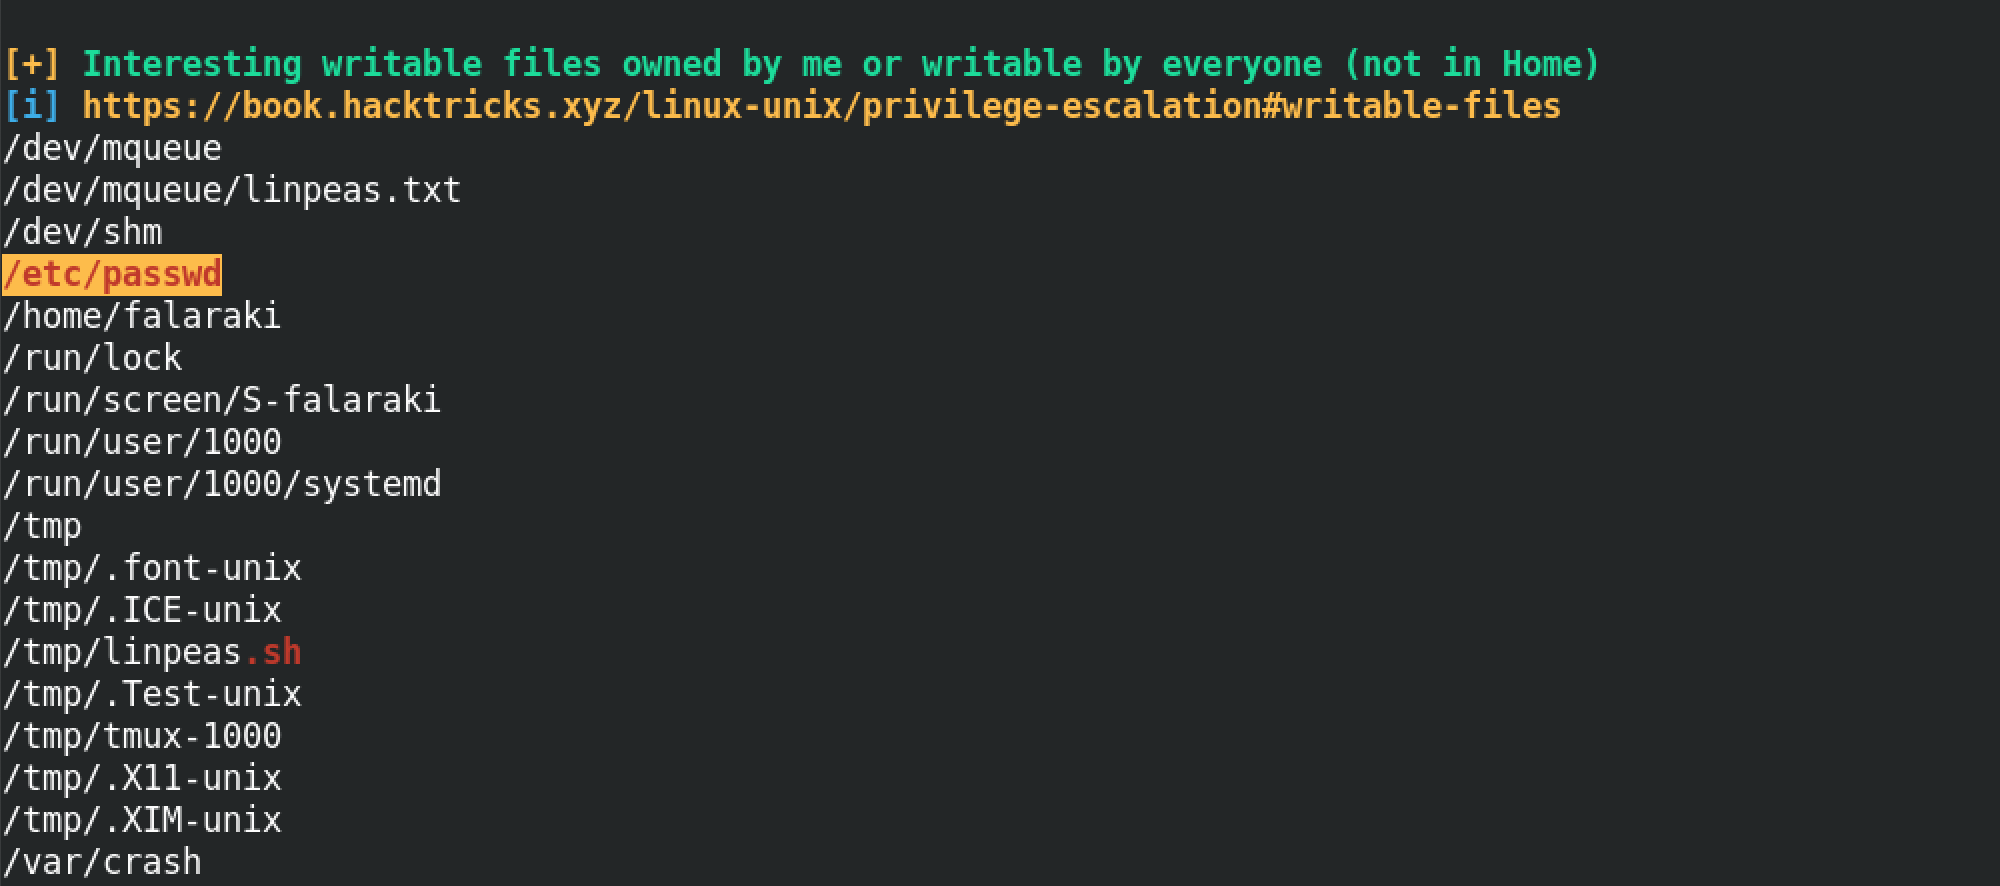 [+] Interesting writable files owned by me or writable by everyone (not in Home)
[i] https://book.hacktricks.xyz/linux-unix/privilege-escalation#writable-files
/dev/mqueue
/dev/mqueue/linpeas.txt
/dev/shm
/etc/passwd
/home/falaraki
/run/lock
/run/screen/S-falaraki
/run/user/1000
/run/user/1000/systemd
/tmp
/tmp/.font-unix
/tmp/.ICE-unix
/tmp/linpeas.sh
/tmp/.Test-unix
/tmp/tmux-1000
/tmp/.X11-unix
/tmp/.XIM-unix
/var/crash